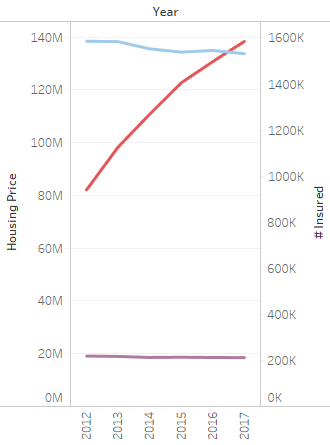 Year
140M
120M
100M
80M
60M
40M
20M
0M
Housing Price
1600K
1400K
1200K
1000K
800K
600K
400K
200K
0K
# Insured
2012
2013
2014
2015
2016
2017